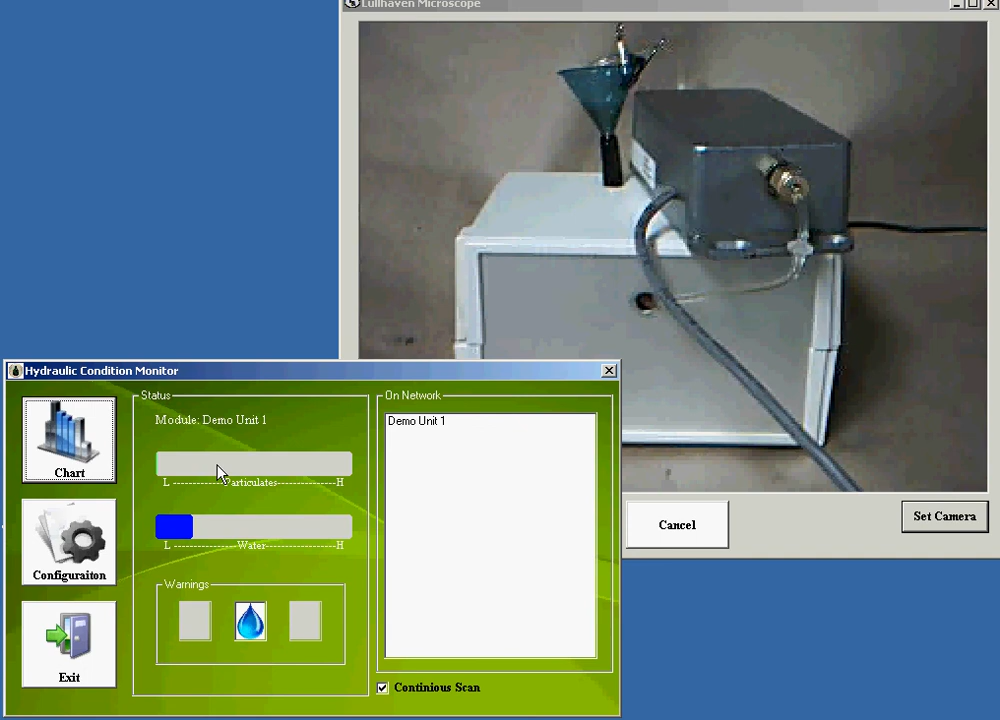 Lullhaven Microscope
Cancel
Set Camera
Hydraulic Condition Monitor
Chart
Configuraiton
Exit
Status
Module: Demo Unit 1
L ---------------Particulates---------------H
L ------------------Water------------------H
Warnings
On Network
Demo Unit 1
Continious Scan